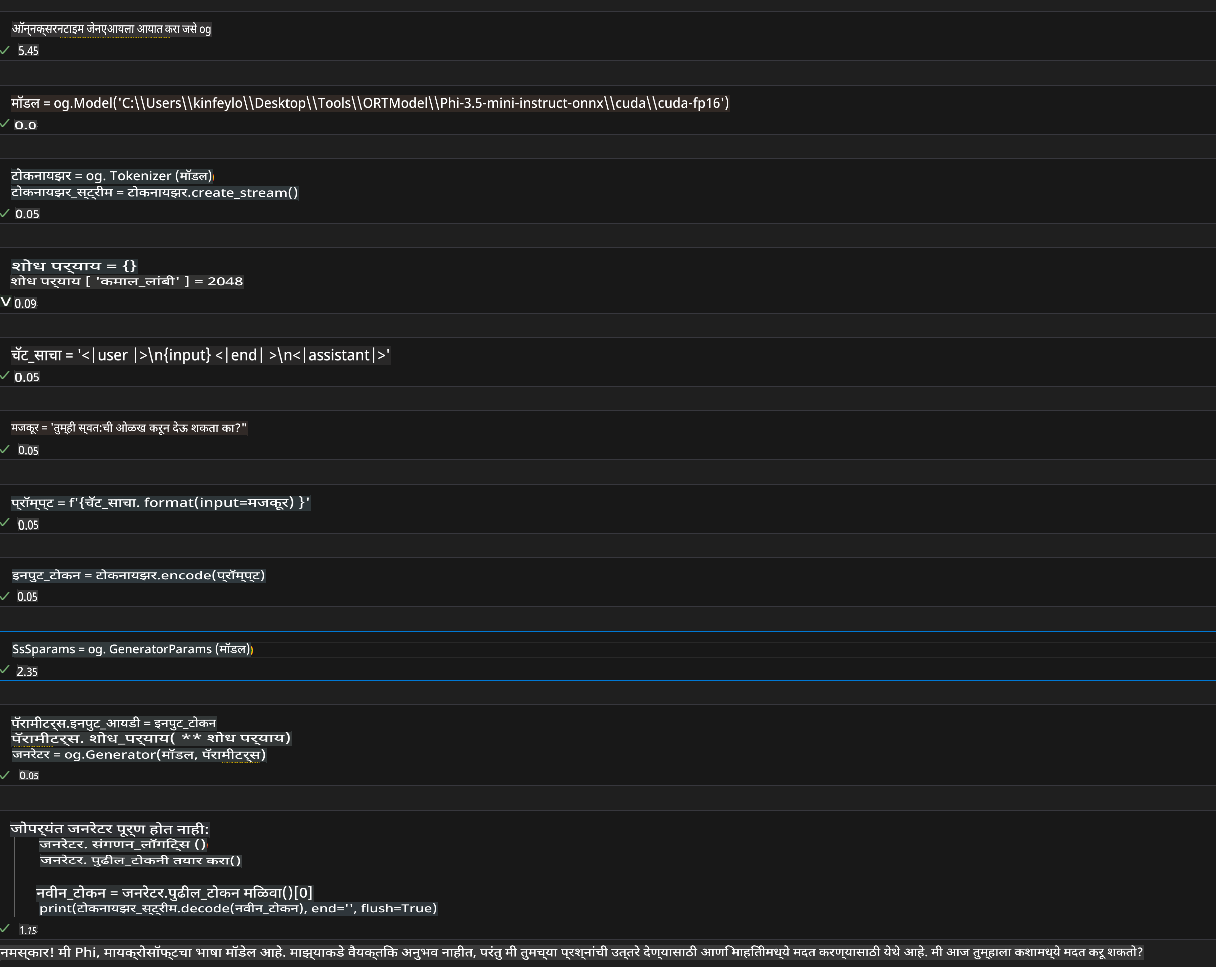 ऑन्नक्सरनटाइम जेनएआयला आयात करा जसे og
5.45
मॉडल = og.Model('C:\\Users\\kinfeylo\\Desktop\\Tools\\ORTModel\\Phi-3.5-mini-instruct-onnx\\cuda\\cuda-fp16')
0.0
टोकनायझर = og. Tokenizer (मॉडल)
टोकनायझर_स्ट्रीम = टोकनायझर.create_stream()
0.05
शोध पर्याय = {}
शोध पर्याय [ 'कमाल_लांबी' ] = 2048
V 0.09
चॅट_साचा = '<|user |>\n{input} <|end| >\n<|assistant|>'
0.05
मजकूर = 'तुम्ही स्वत:ची ओळख करून देऊ शकता का?"
0.05
प्रॉम्प्ट = f'{चॅट_साचा. format(input=मजकूर) }'
0.05
इनपुट_टोकन = टोकनायझर.encode(प्रॉम्प्ट)
0.05
SsSparams = og. GeneratorParams (मॉडल)
2.35
पॅरामीटर्स.इनपुट_आयडी = इनपुट_टोकन
पॅरामीटर्स. शोध_पर्याय( ** शोध पर्याय)
जनरेटर = og.Generator(मॉडल, पॅरामीटर्स)
0.05
जोपर्यंत जनरेटर पूर्ण होत नाही:
जनरेटर. संगणन_लॉगिट्स ()
जनरेटर. पुढील_टोकनी तयार करा()
नवीन_टोकन = जनरेटर.पुढील_टोकन मिळवा()[0]
print(टोकनायझर_स्ट्रीम.decode(नवीन_टोकन), end='', flush=True)
1.15
नमस्कार! मी Phi, मायक्रोसॉफ्टचा भाषा मॉडेल आहे. माझ्याकडे वैयक्तिक अनुभव नाहीत, परंतु मी तुमच्या प्रश्नांची उत्तरे देण्यासाठी आणि माहितीमध्ये मदत करण्यासाठी येथे आहे. मी आज तुम्हाला कशामध्ये मदत करू शकतो?